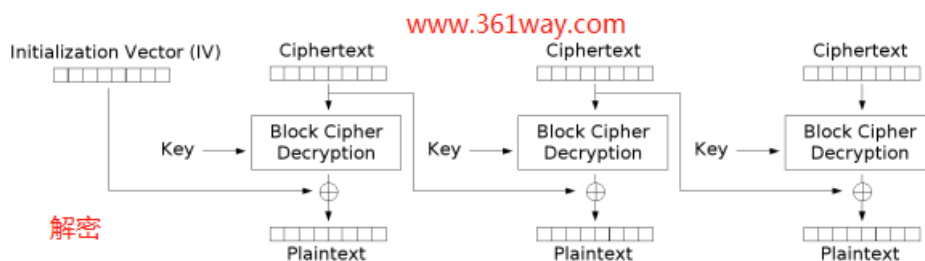 www.361way.com
Initialization Vector (IV)
Ciphertext
Ciphertext
Ciphertext
Key
Block Cipher
Decryption
Key
Block Cipher
Decryption
Key
Block Cipher
Decryption
解密
Plaintext
Plaintext
Plaintext